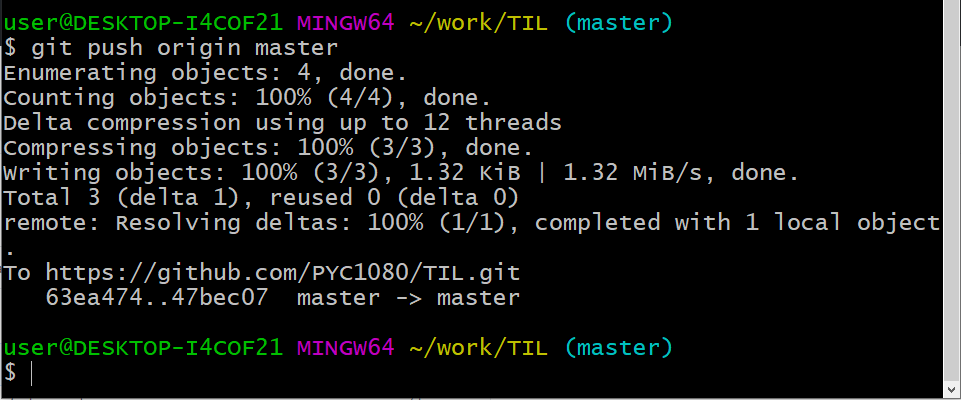 user@DESKTOP-I4COF21 MINGW64 ~/work/TIL (master)
$ git push origin master
Enumerating objects: 4, done.
Counting objects: 100% (4/4), done.
Delta compression using up to 12 threads
Compressing objects: 100% (3/3), done.
Writing objects: 100% (3/3), 1.32 KiB | 1.32 MiB/s, done.
Total 3 (delta 1), reused 0 (delta 0)
remote: Resolving deltas: 100% (1/1), completed with 1 local object
.
To https://github.com/PYC1080/TIL.git
   63ea474..47bec07  master -> master
user@DESKTOP-I4COF21 MINGW64 ~/work/TIL (master)
$